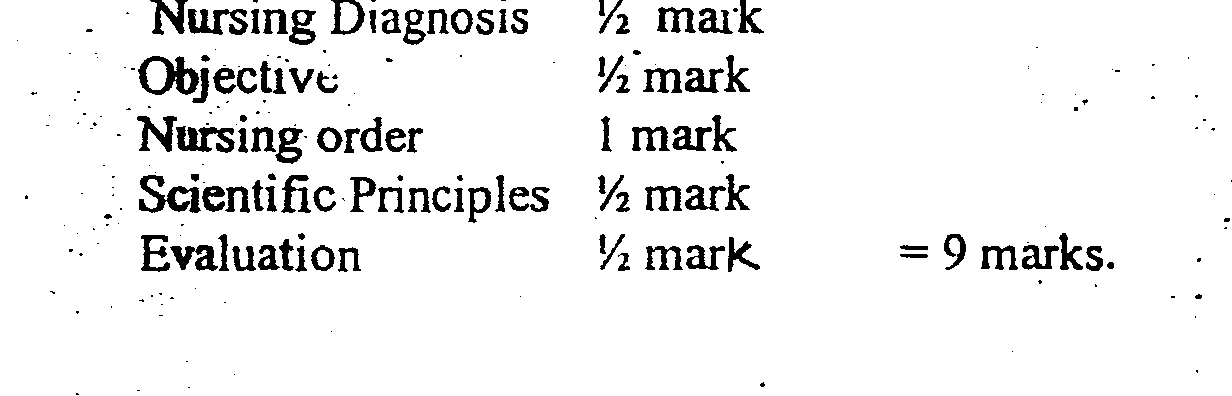 Nursing Diagnosis ½ mark
Objective ½ mark
Nursing order 1 mark
Scientific Principles ½ mark
Evaluation ½ mark = 9 marks.